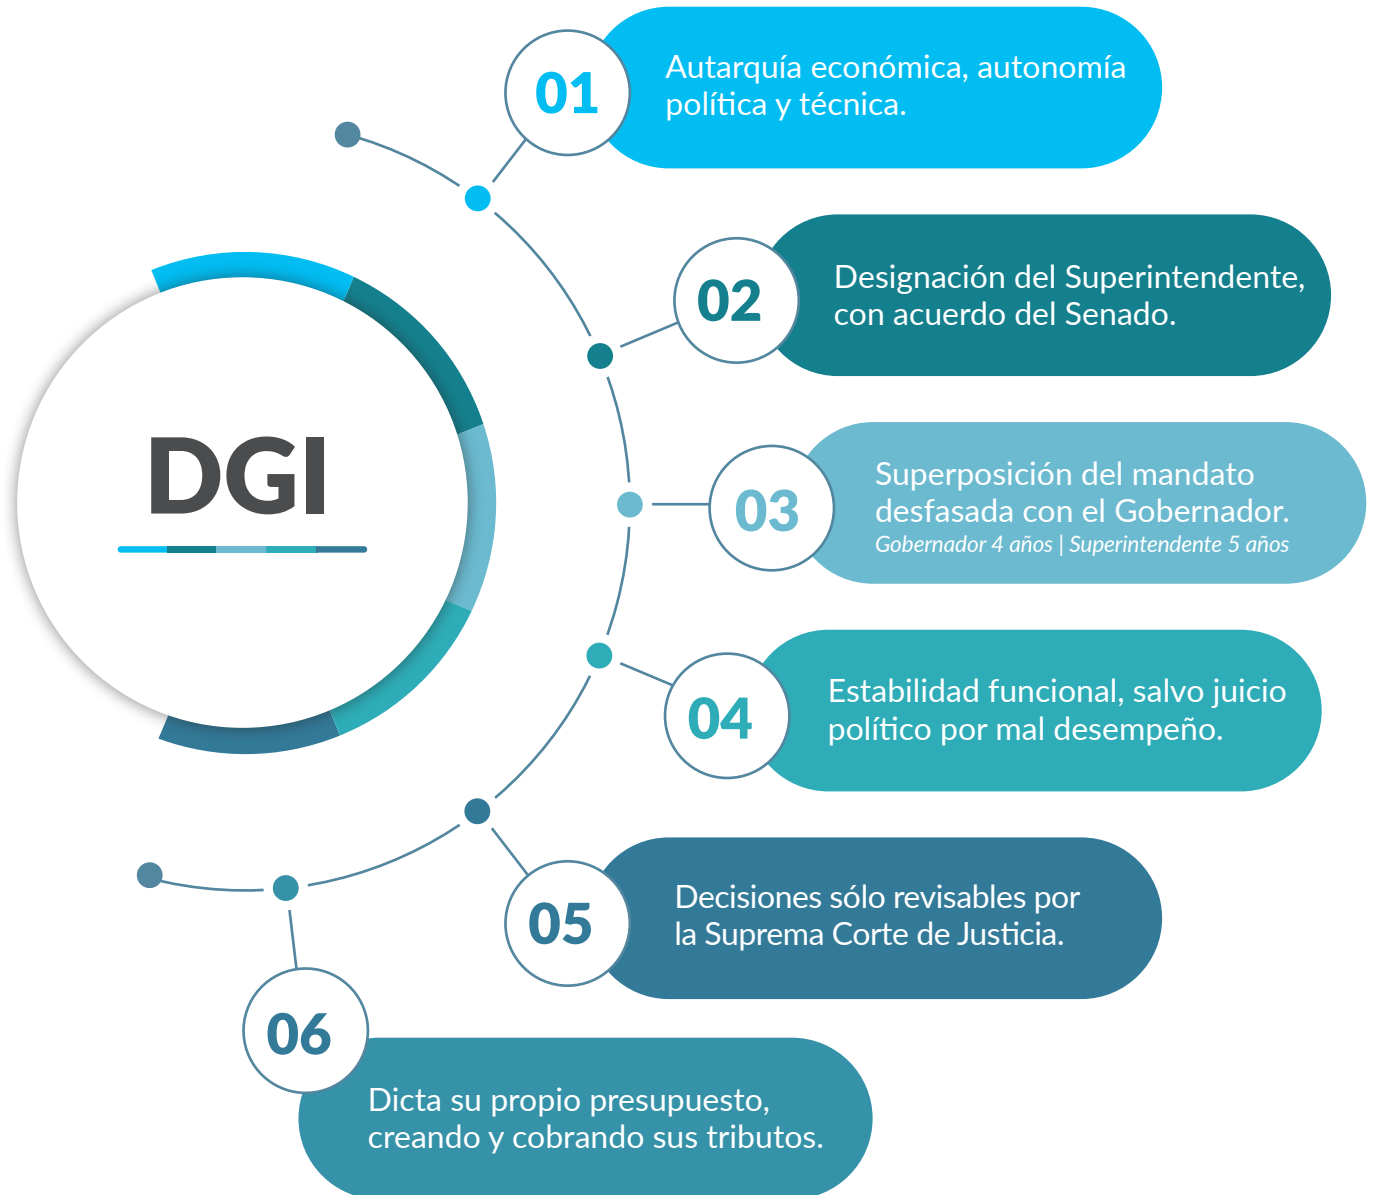 DGI
01
Autarquía económica, autonomía
política y técnica.
02
Designación del Superintendente,
con acuerdo del Senado.
03
Superposición del mandato
desfasada con el Gobernador.
Gobernador 4 años | Superintendente 5 años
04
Estabilidad funcional, salvo juicio
político por mal desempeño.
05
Decisiones sólo revisables por
la Suprema Corte de Justicia.
06
Dicta su propio presupuesto,
creando y cobrando sus tributos.